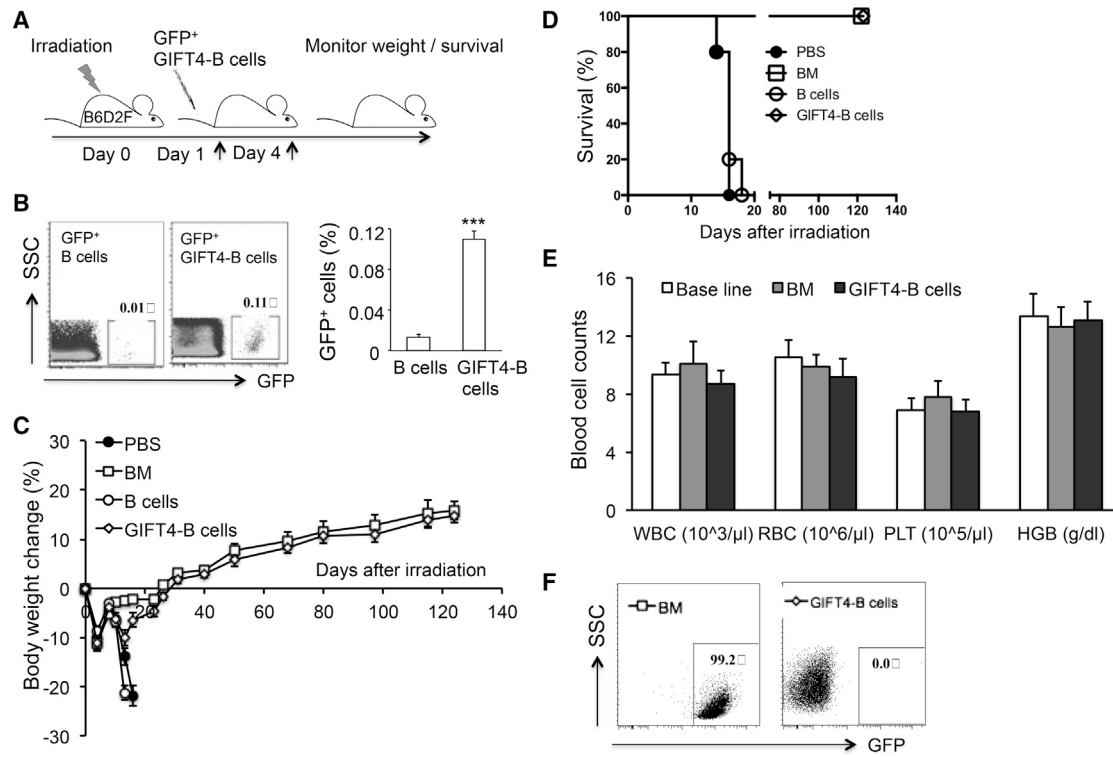 A
Irradiation
GFP+
GIFT4-B cells
Monitor weight / survival
B6D2F
Day 0
Day 1
Day 4
B
SSC
GFP+
B cells
0.01□
GFP+
GIFT4-B cells
0.11□
GFP
GFP+ cells (%)
0.12
0.08
0.04
0
***
B cells
GIFT4-B
cells
C
Body weight change (%)
30
20
10
0
-10
-20
-30
PBS
BM
B cells
GIFT4-B cells
Days after irradiation
0 20 40 60 80 100 120 140
D
Survival (%)
100
80
60
40
20
0
PBS
BM
B cells
GIFT4-B cells
0 10 20 80 100 120 140
Days after irradiation
E
Blood cell counts
16
12
8
4
0
Base line BM GIFT4-B cells
WBC (10^3/µl) RBC (10^6/µl) PLT (10^5/µl) HGB (g/dl)
F
SSC
BM
99.2□
GIFT4-B cells
0.0□
GFP